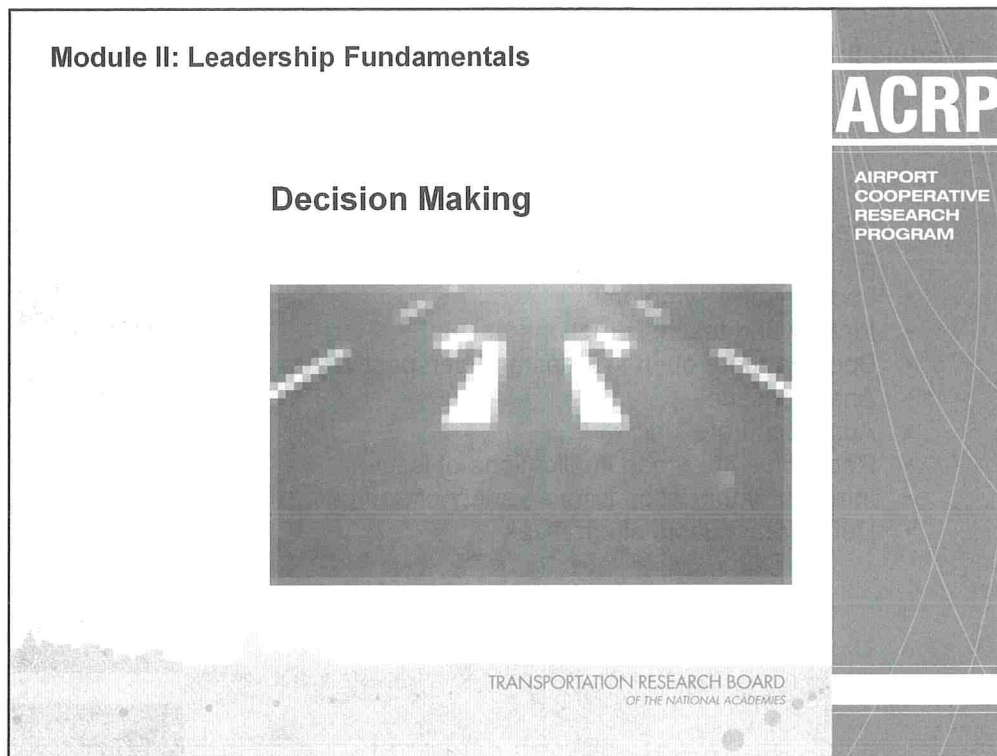 Module II: Leadership Fundamentals
Decision Making
ACRP
AIRPORT
COOPERATIVE
RESEARCH
PROGRAM
TRANSPORTATION RESEARCH BOARD
OF THE NATIONAL ACADEMIES